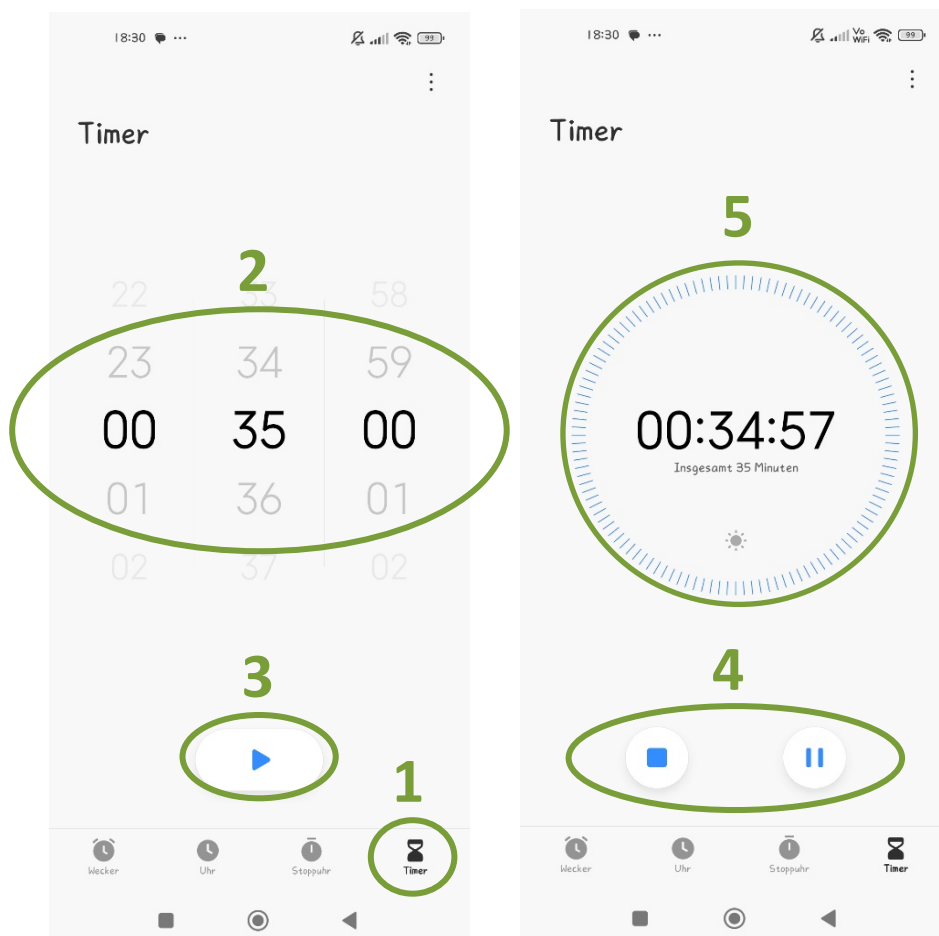 18:30 ... 99
Timer
2
22 33 58
23 34 59
00 35 00
01 36 01
02 37 02
3
1
Wecker Uhr Stoppuhr Timer
18:30 ... Vo WiFi 99
Timer
5
00:34:57
Insgesamt 35 Minuten
4
Wecker Uhr Stoppuhr Timer